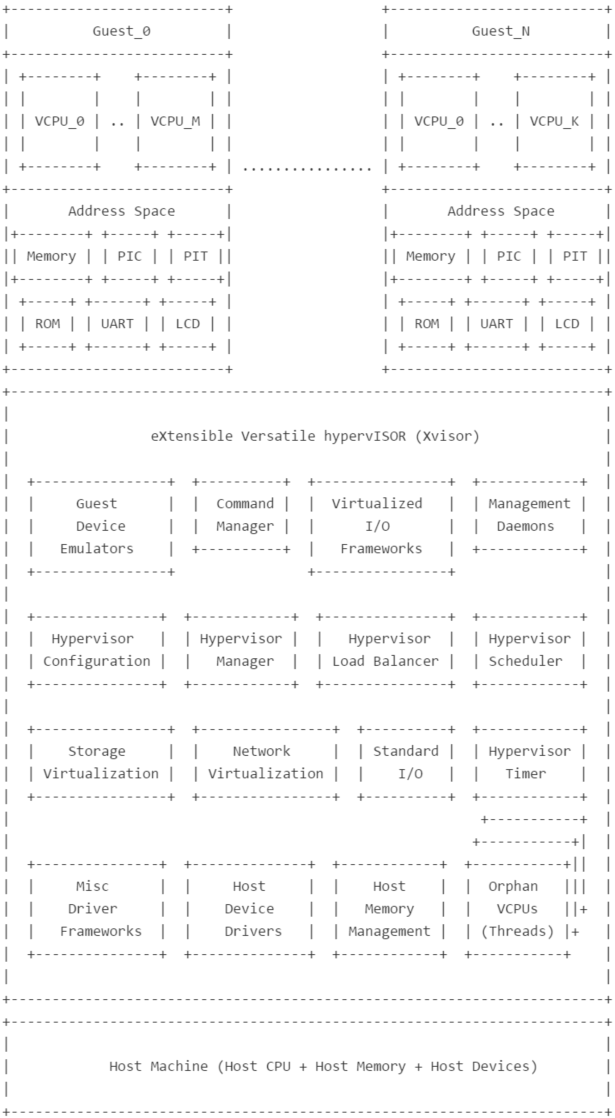 Guest_0 Guest_N
VCPU_0 .. VCPU_M VCPU_0 .. VCPU_K
................
Address Space Address Space
Memory PIC PIT Memory PIC PIT
ROM UART LCD ROM UART LCD
eXtensible Versatile hypervISOR (Xvisor)
Guest Command Virtualized Management
Device Manager I/O Daemons
Emulators Frameworks
Hypervisor Hypervisor Hypervisor Hypervisor
Configuration Manager Load Balancer Scheduler
Storage Network Standard Hypervisor
Virtualization Virtualization I/O Timer
Misc Host Host Orphan
Driver Device Memory VCPUs
Frameworks Drivers Management (Threads)
Host Machine (Host CPU + Host Memory + Host Devices)